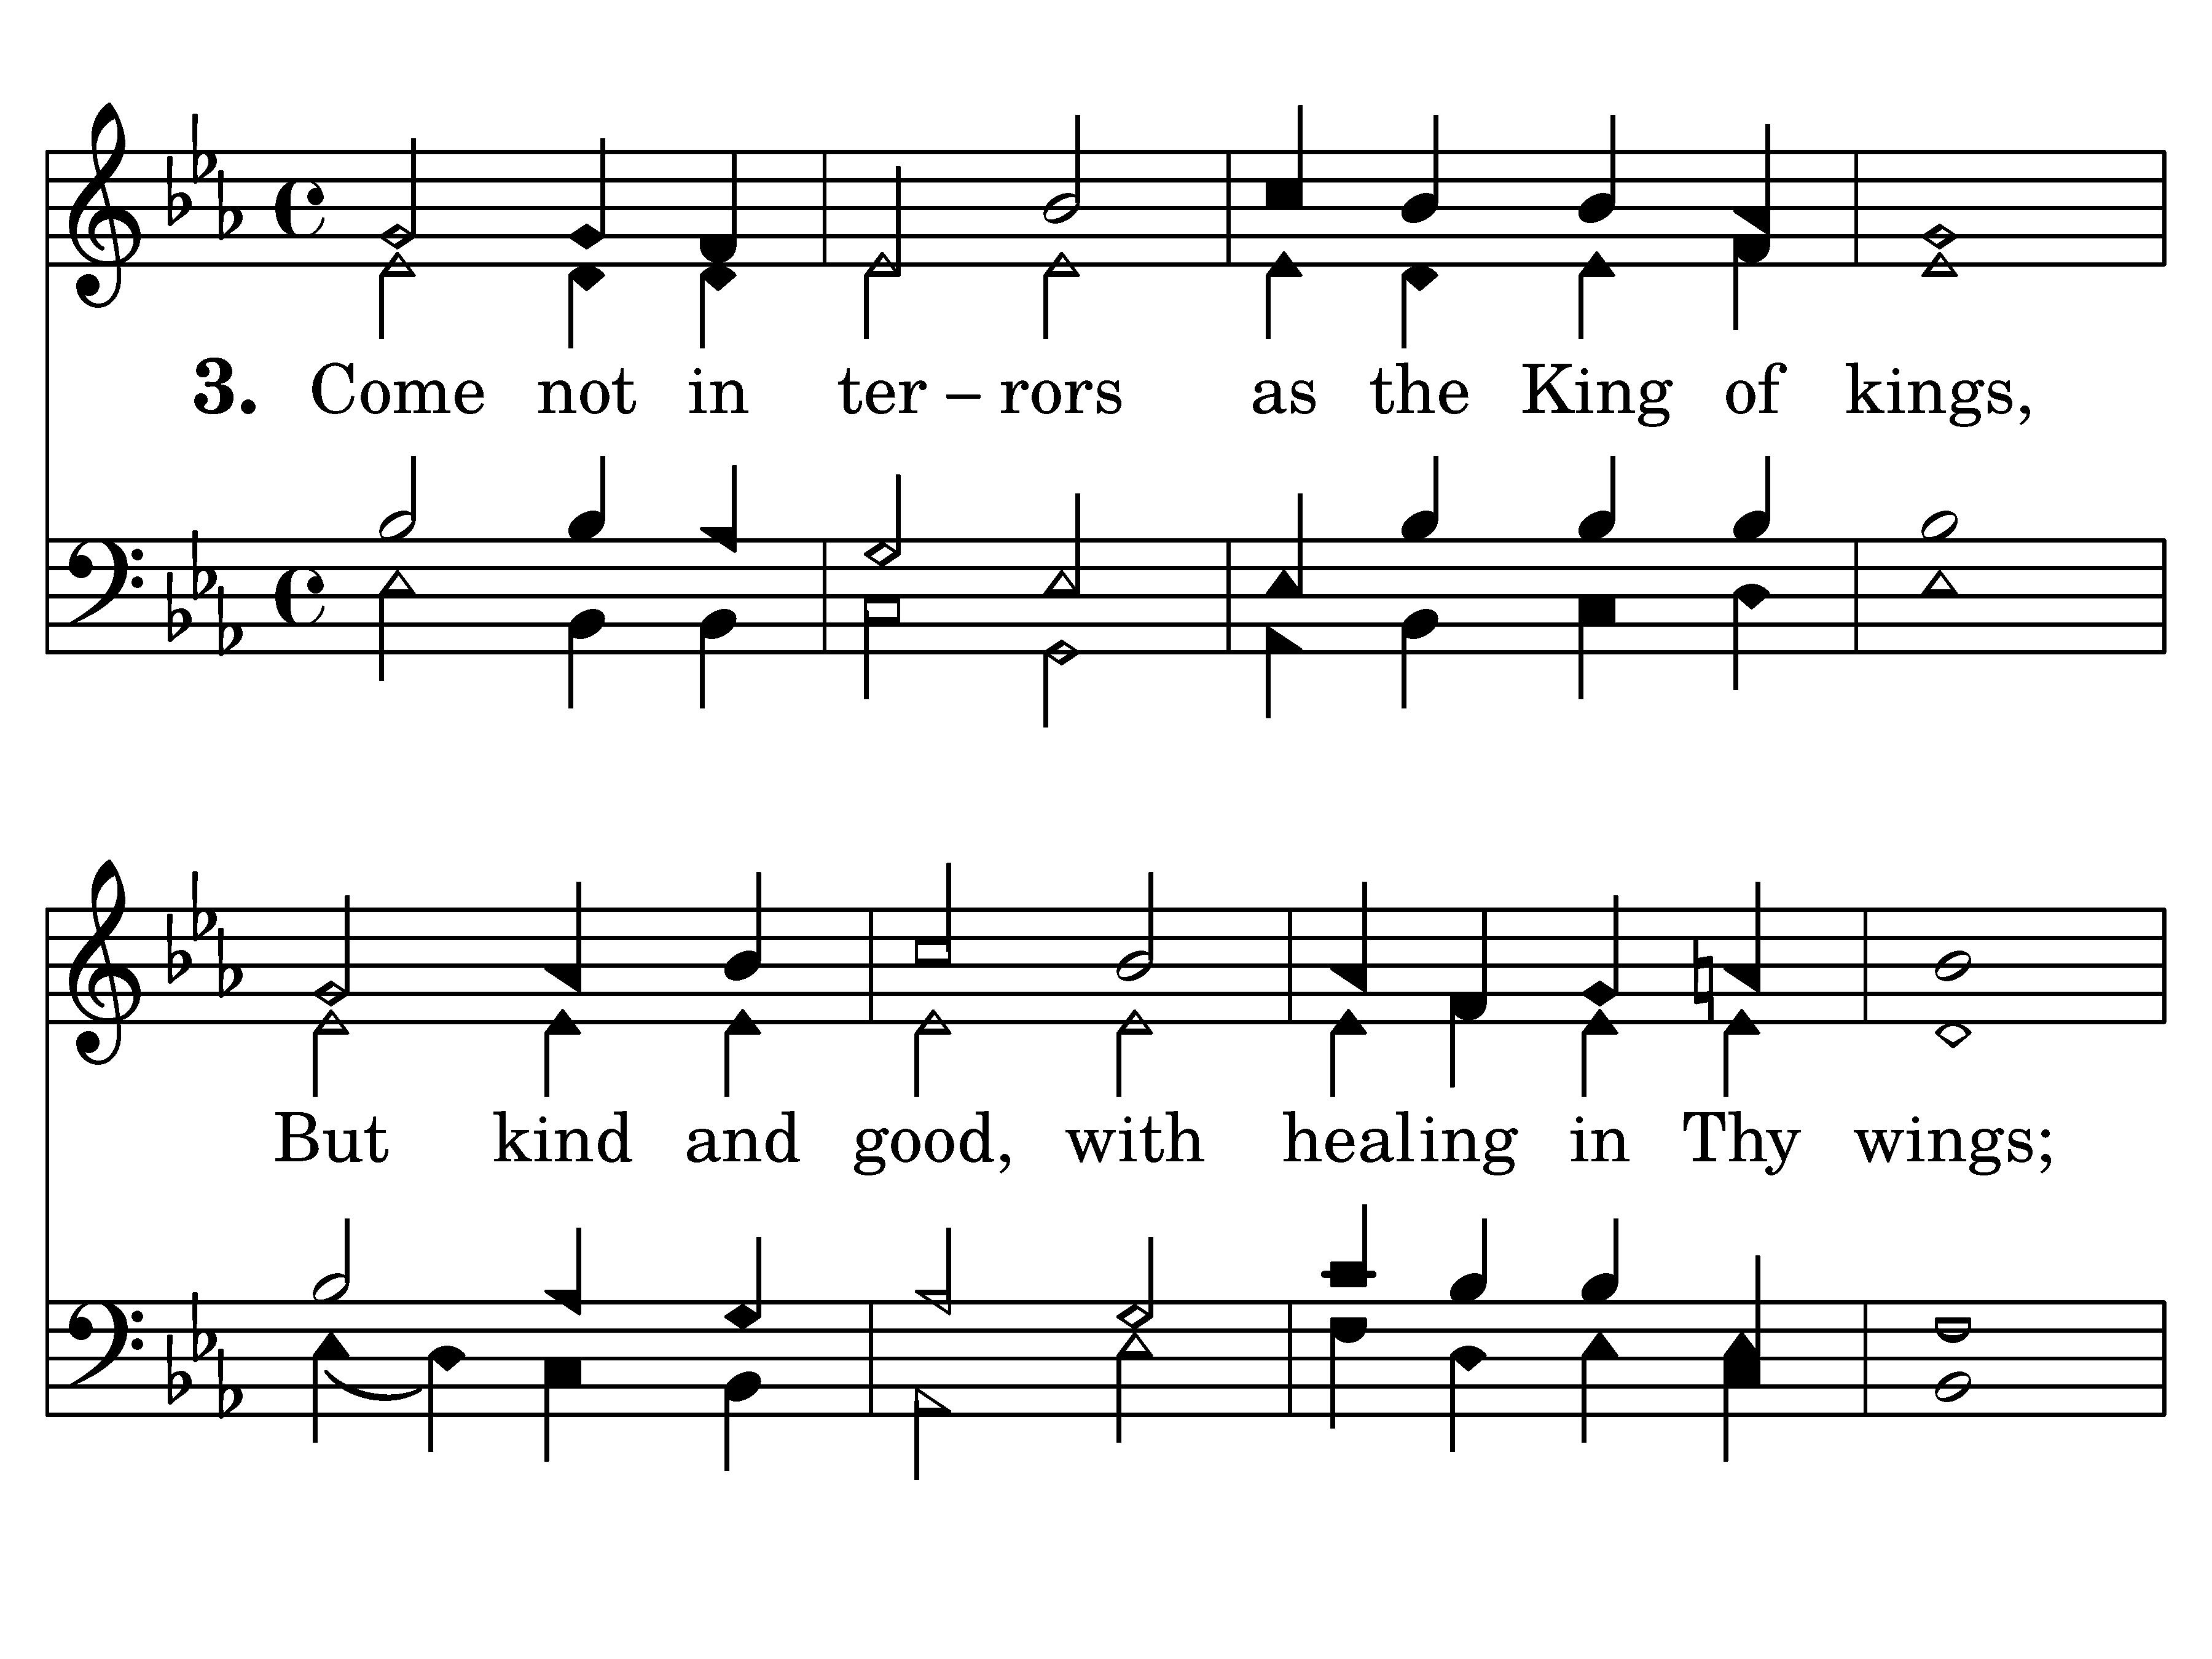 3. Come not in ter – rors as the King of kings,
But kind and good, with healing in Thy wings;